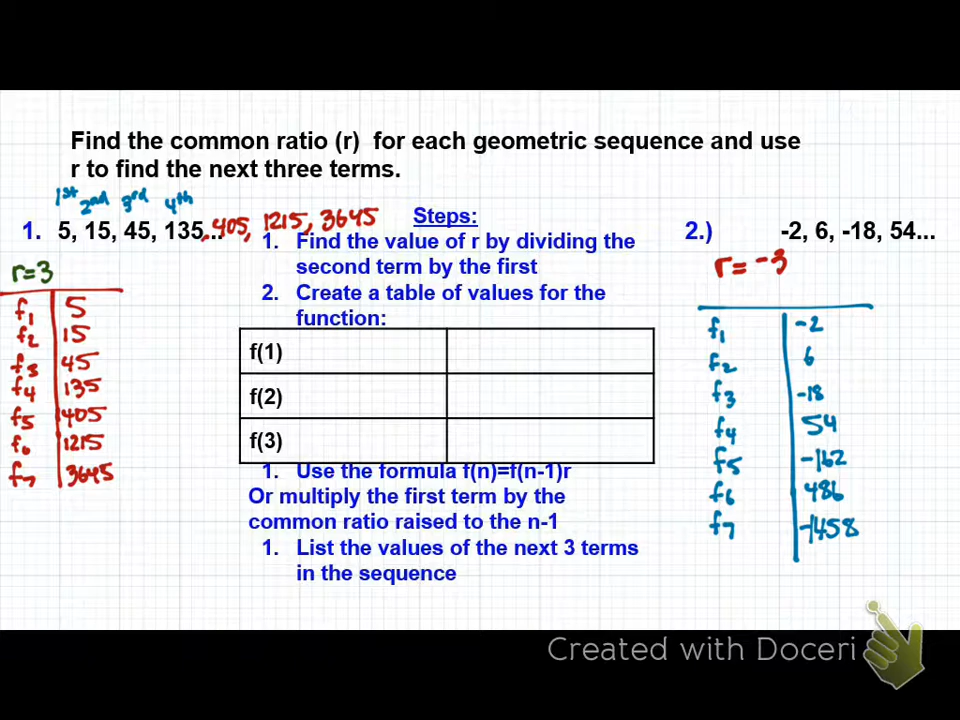 Find the common ratio (r) for each geometric sequence and use
r to find the next three terms.
1st 2nd 3rd 4th
1. 5, 15, 45, 135,... 405, 1215, 3645
r=3
f1 5
f2 15
f3 45
f4 135
f5 405
f6 1215
f7 3645
Steps:
1. Find the value of r by dividing the
second term by the first
2. Create a table of values for the
function:
f(1)
f(2)
f(3)
1. Use the formula f(n)=f(n-1)r
Or multiply the first term by the
common ratio raised to the n-1
1. List the values of the next 3 terms
in the sequence
2.) -2, 6, -18, 54...
r= -3
f1 -2
f2 6
f3 -18
f4 54
f5 -162
f6 486
f7 -1458
Created with Doceri